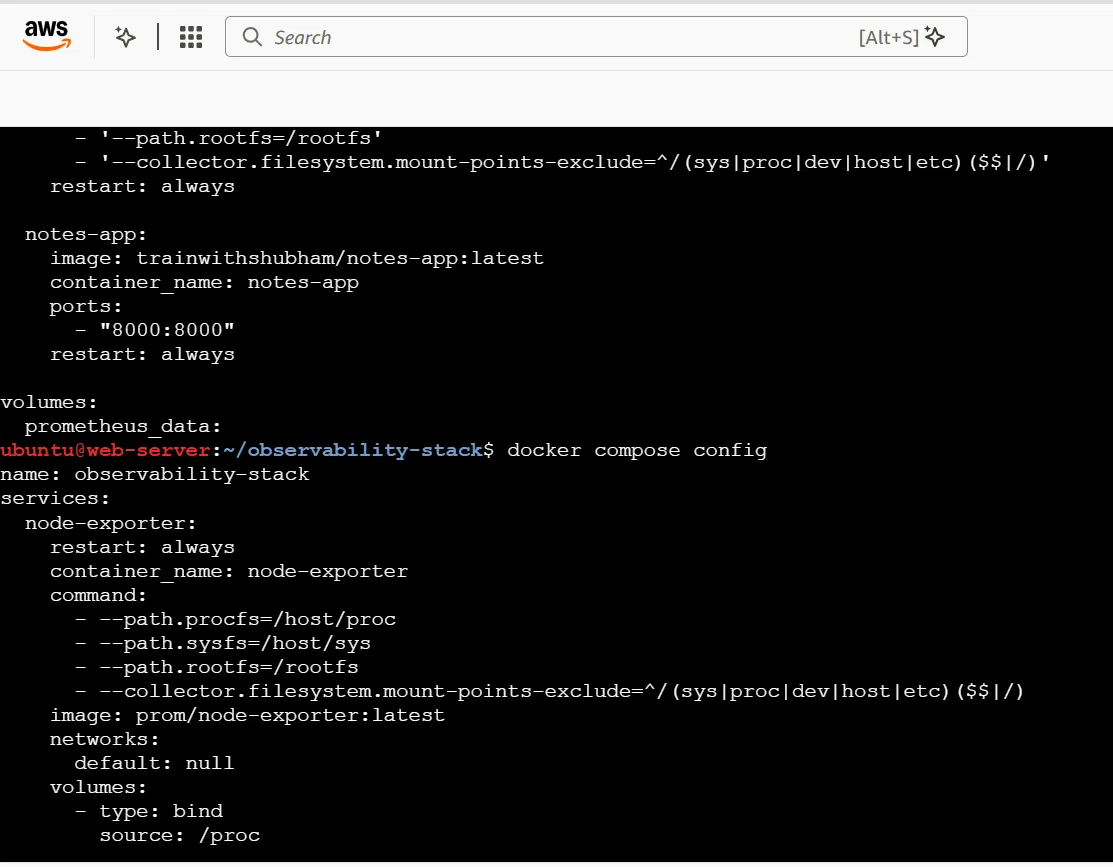 aws
Search [Alt+S]
      - '--path.rootfs=/rootfs'
      - '--collector.filesystem.mount-points-exclude=^/(sys|proc|dev|host|etc)($$|/)'
    restart: always
  notes-app:
    image: trainwithshubham/notes-app:latest
    container_name: notes-app
    ports:
      - "8000:8000"
    restart: always
volumes:
  prometheus_data:
ubuntu@web-server:~/observability-stack$ docker compose config
name: observability-stack
services:
  node-exporter:
    restart: always
    container_name: node-exporter
    command:
      - --path.procfs=/host/proc
      - --path.sysfs=/host/sys
      - --path.rootfs=/rootfs
      - --collector.filesystem.mount-points-exclude=^/(sys|proc|dev|host|etc)($$|/)
    image: prom/node-exporter:latest
    networks:
      default: null
    volumes:
      - type: bind
        source: /proc